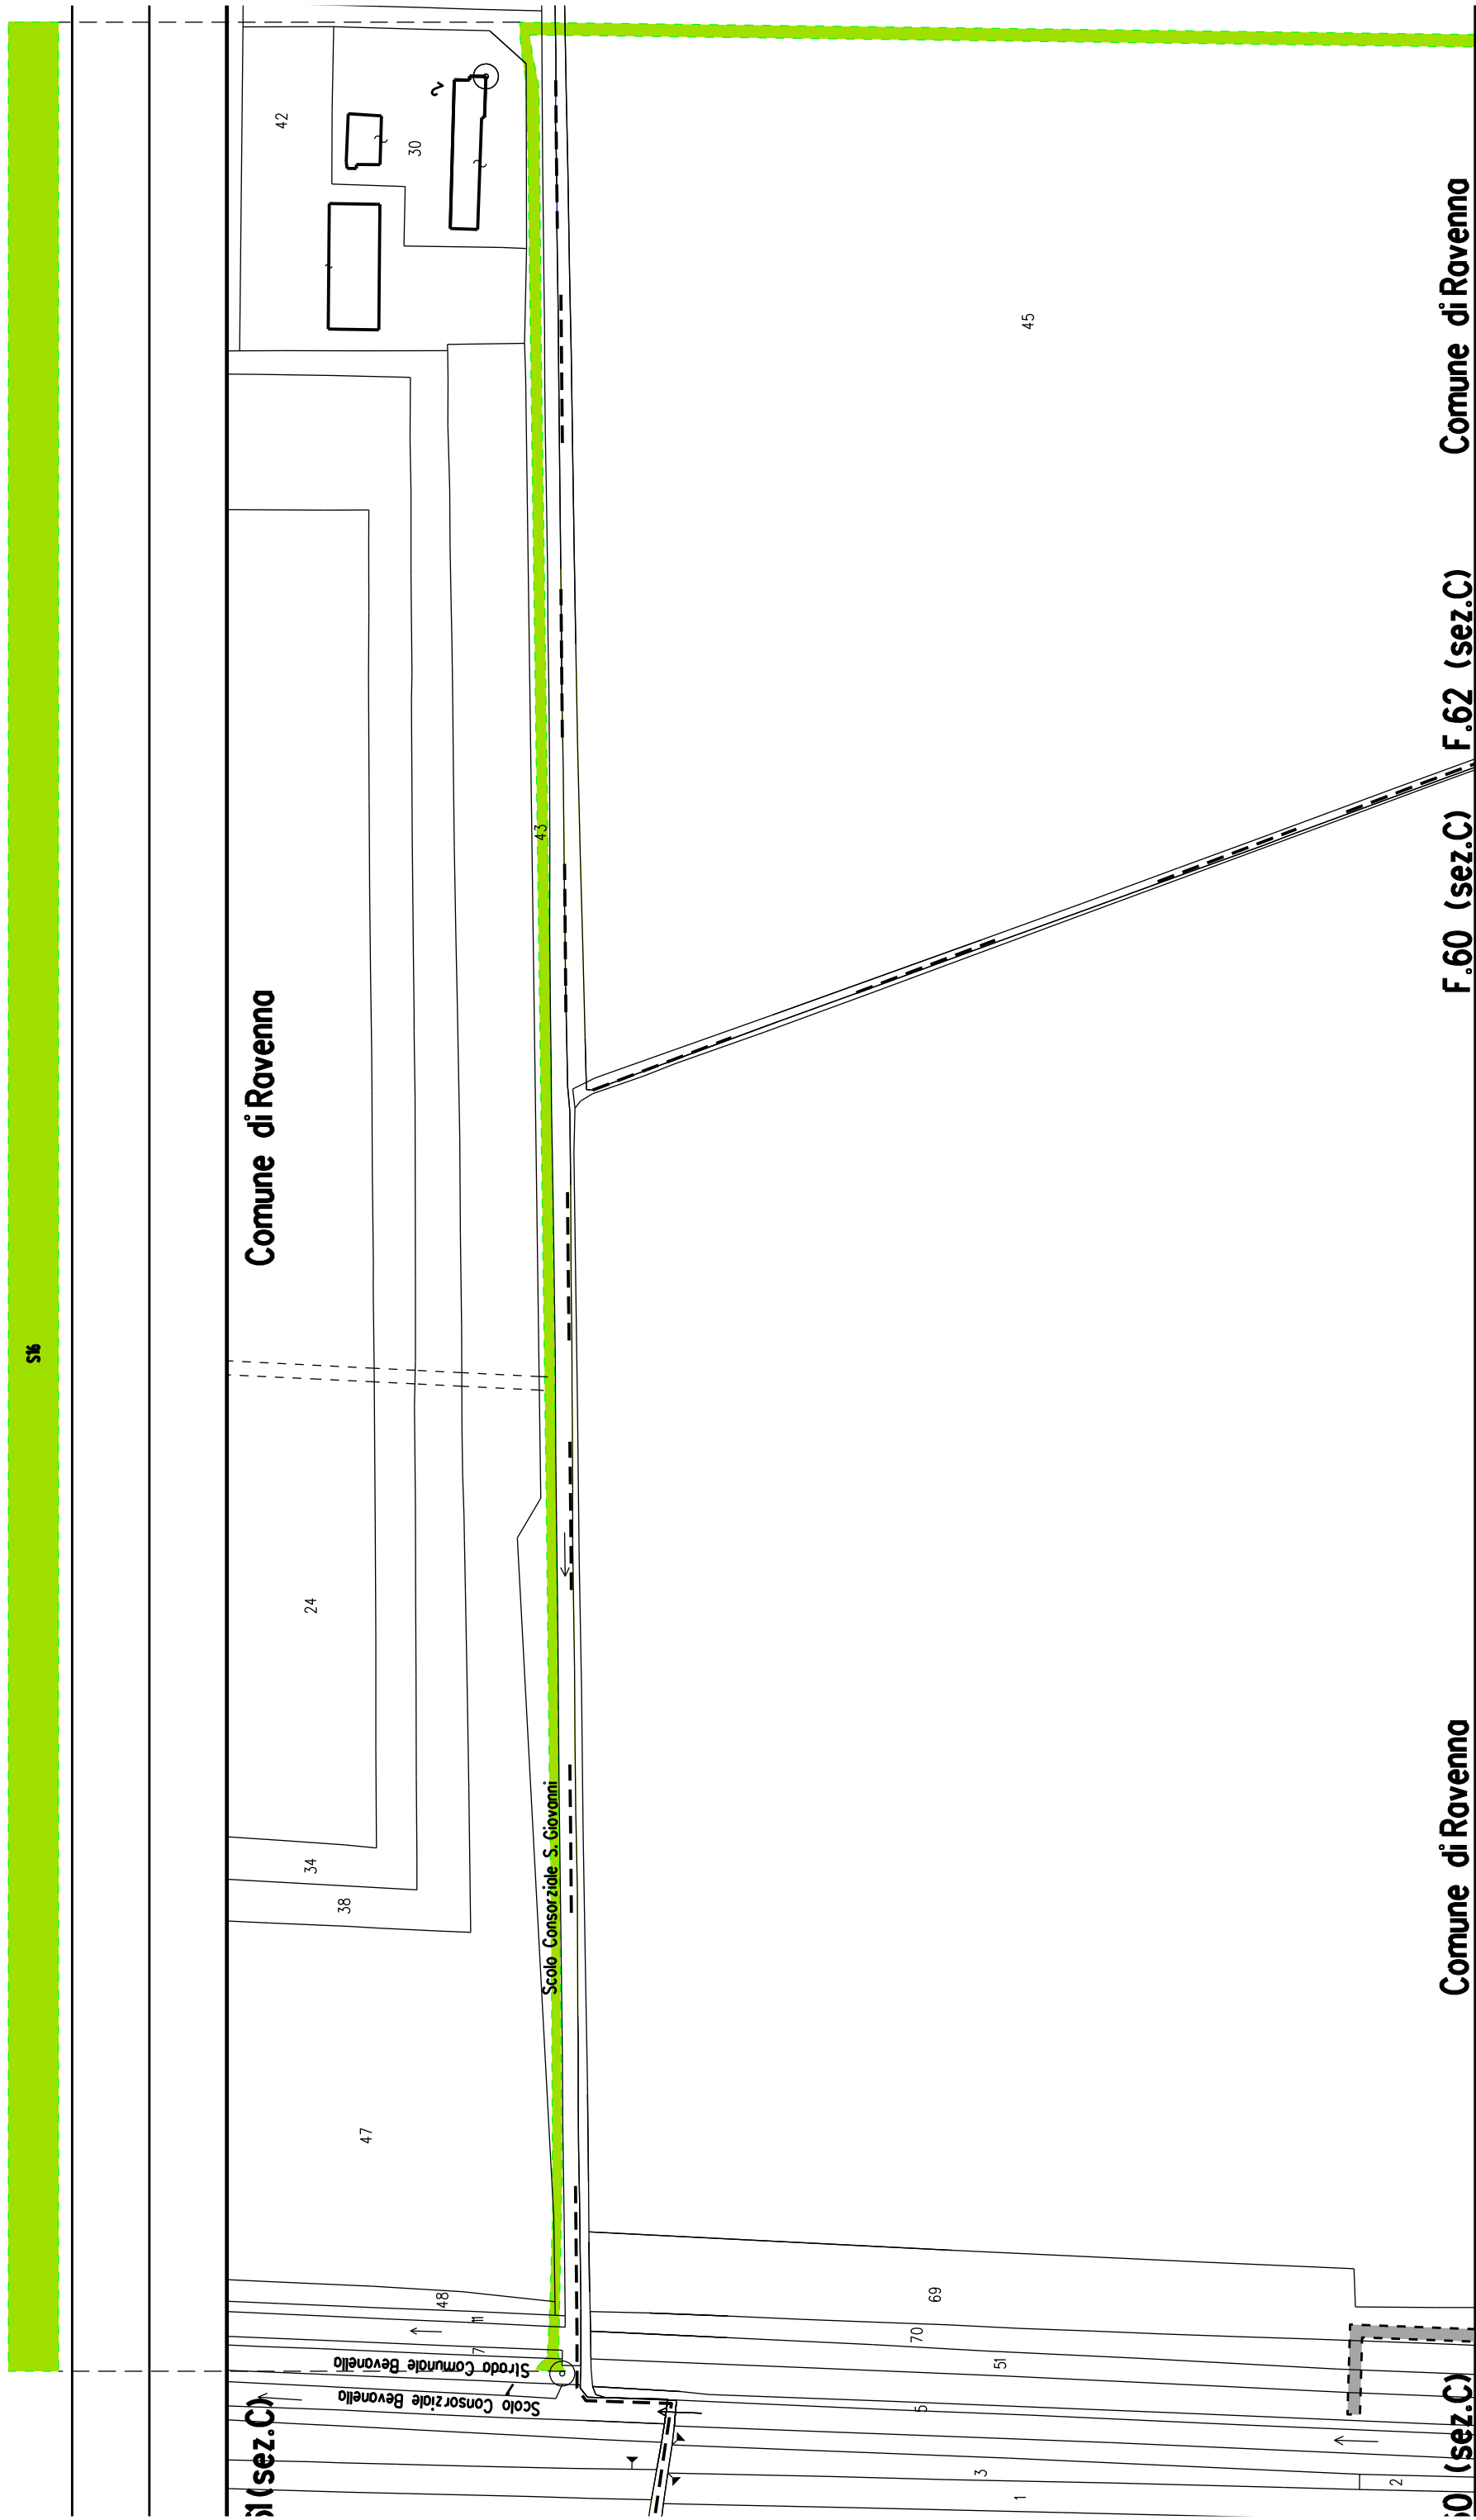 42
30
45
Comune di Ravenna
F.62 (sez.C)
F.60 (sez.C)
43
Comune di Ravenna
S16
24
34
38
Scolo Consorziale S. Giovanni
Comune di Ravenna
47
48
11
7
69
70
51
5
3
1
2
Strada Comunale Bevanella
Scolo Consorziale Bevanella
(sez.C)
(sez.C)